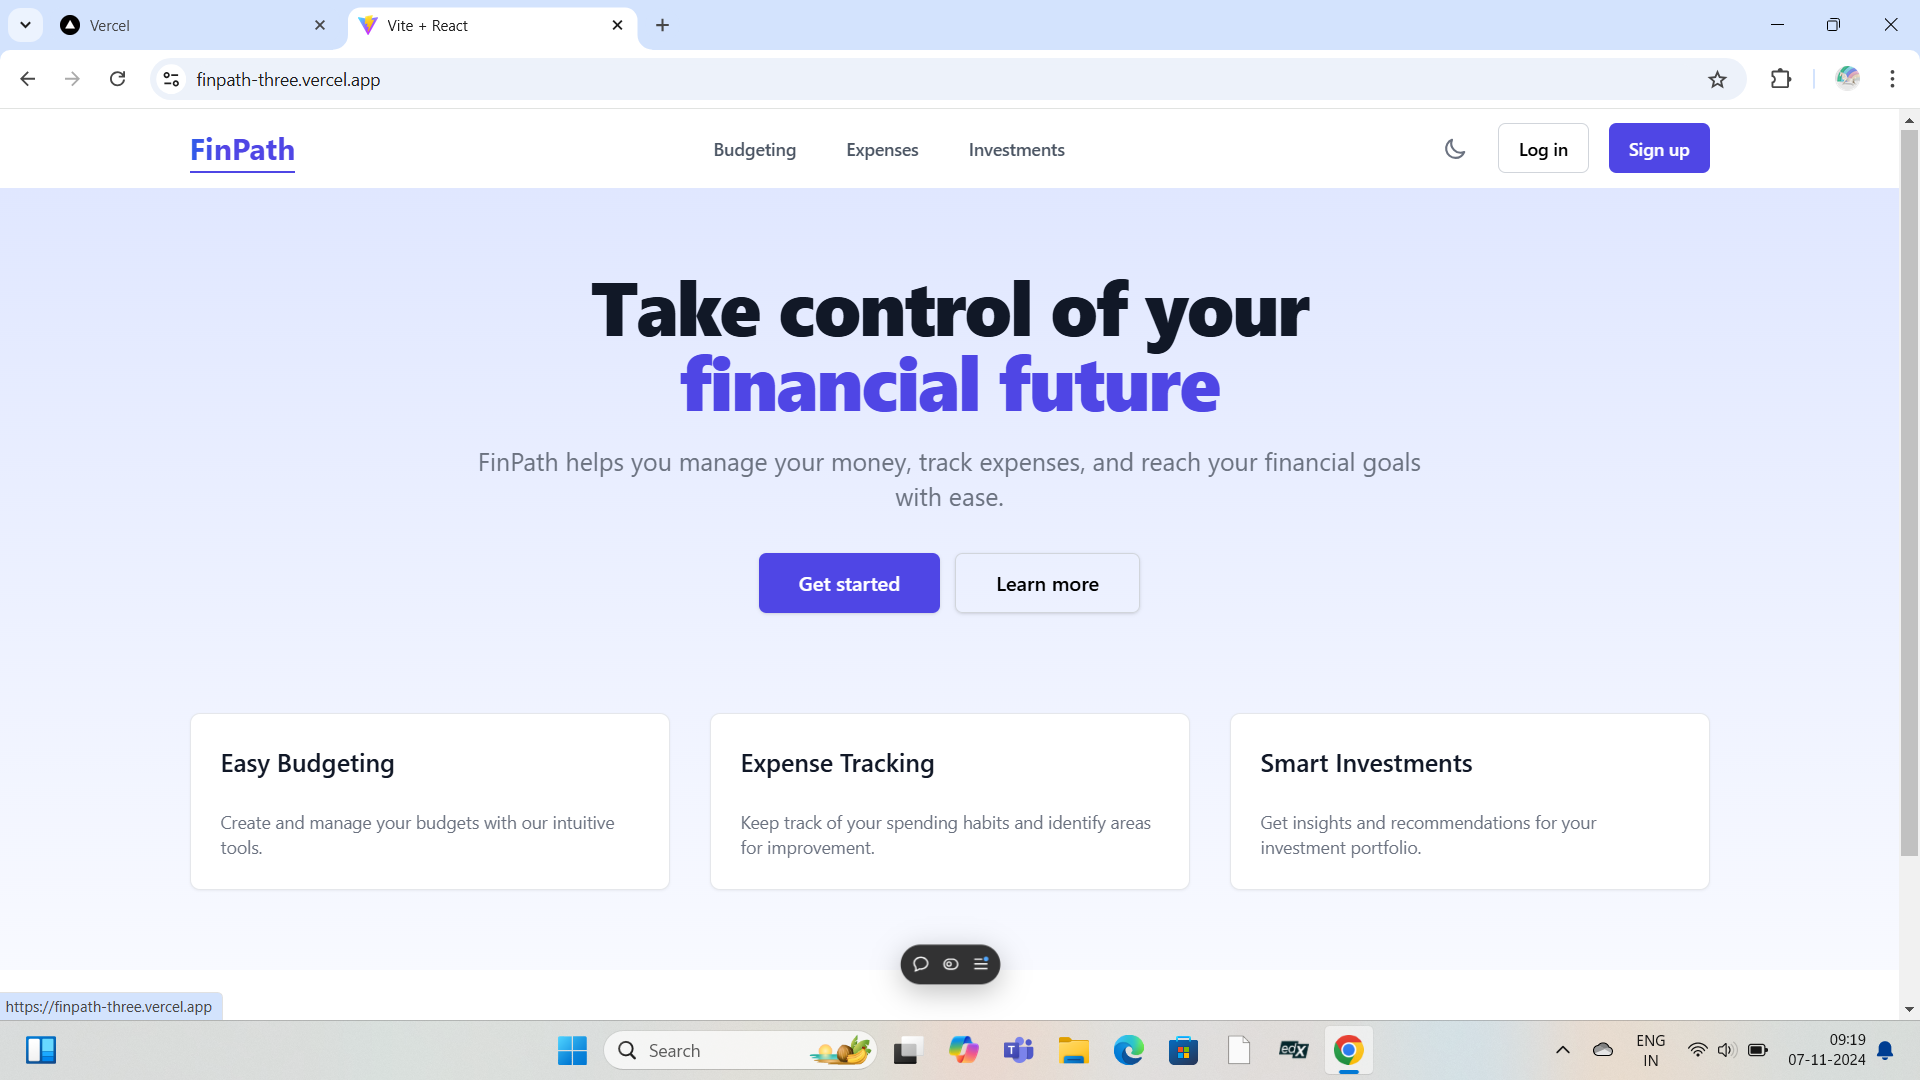 Vercel
Vite + React
finpath-three.vercel.app
FinPath
Budgeting
Expenses
Investments
Log in
Sign up
Take control of your
financial future
FinPath helps you manage your money, track expenses, and reach your financial goals
with ease.
Get started
Learn more
Easy Budgeting
Create and manage your budgets with our intuitive
tools.
Expense Tracking
Keep track of your spending habits and identify areas
for improvement.
Smart Investments
Get insights and recommendations for your
investment portfolio.
https://finpath-three.vercel.app
Search
edX
ENG
IN
09:19
07-11-2024